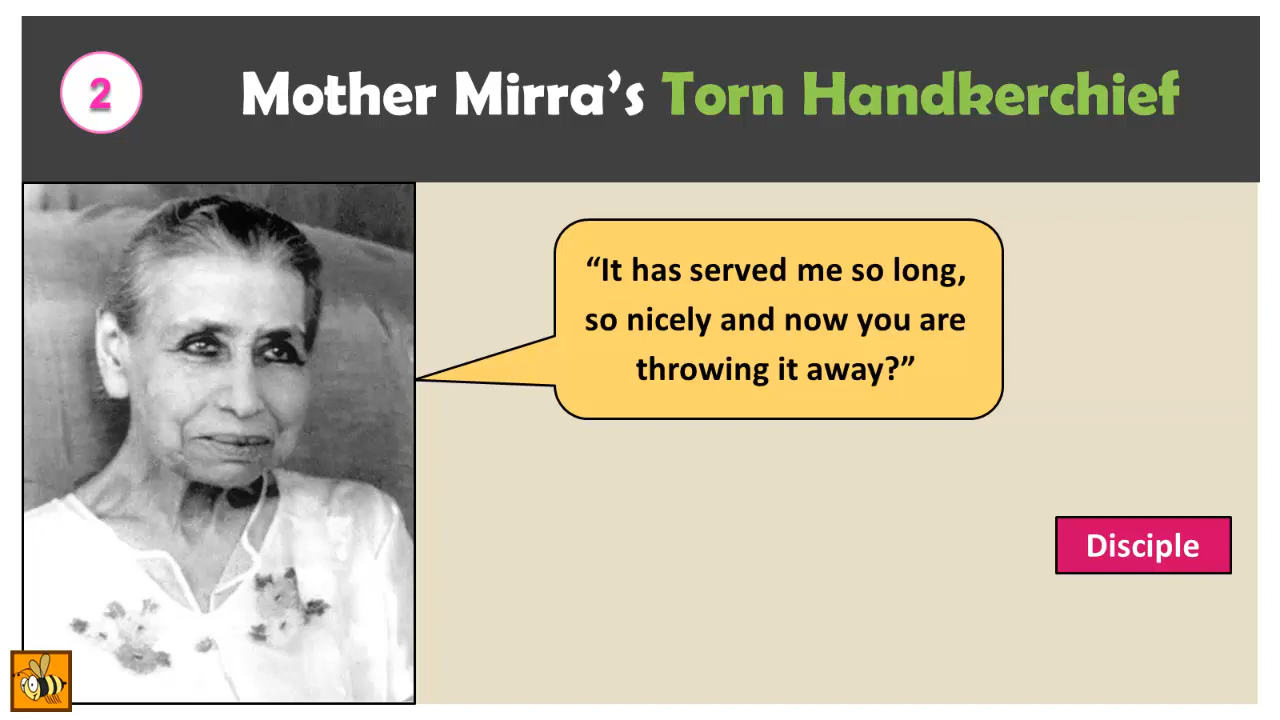 2
Mother Mirra’s Torn Handkerchief
“It has served me so long,
so nicely and now you are
throwing it away?”
Disciple